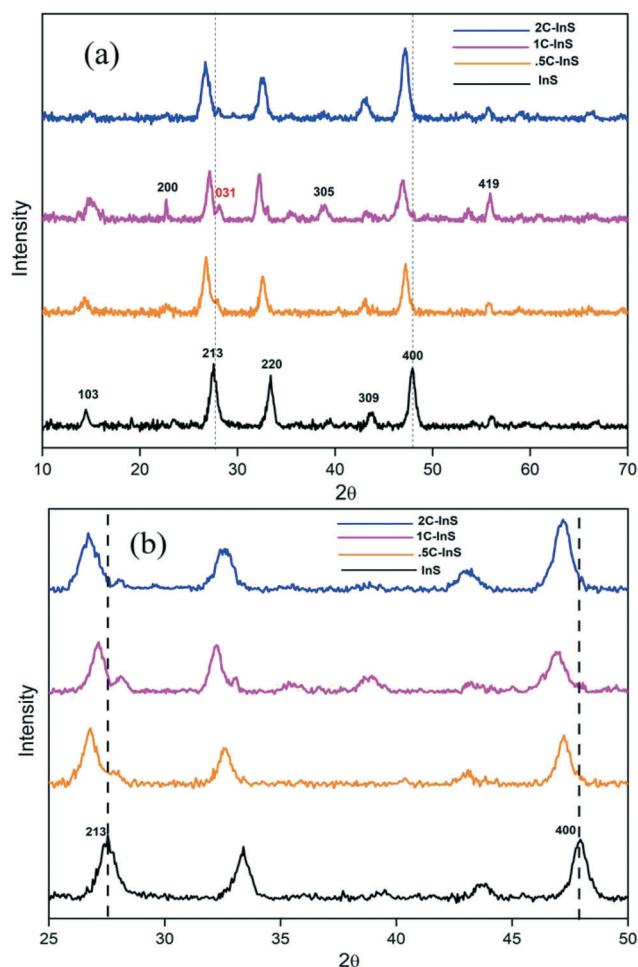 (a)
2C-InS
1C-InS
.5C-InS
InS
200
031
305
419
103
213
220
309
400
Intensity
10 20 30 40 50 60 70
2θ
(b)
2C-InS
1C-InS
.5C-InS
InS
213
400
Intensity
25 30 35 40 45 50
2θ